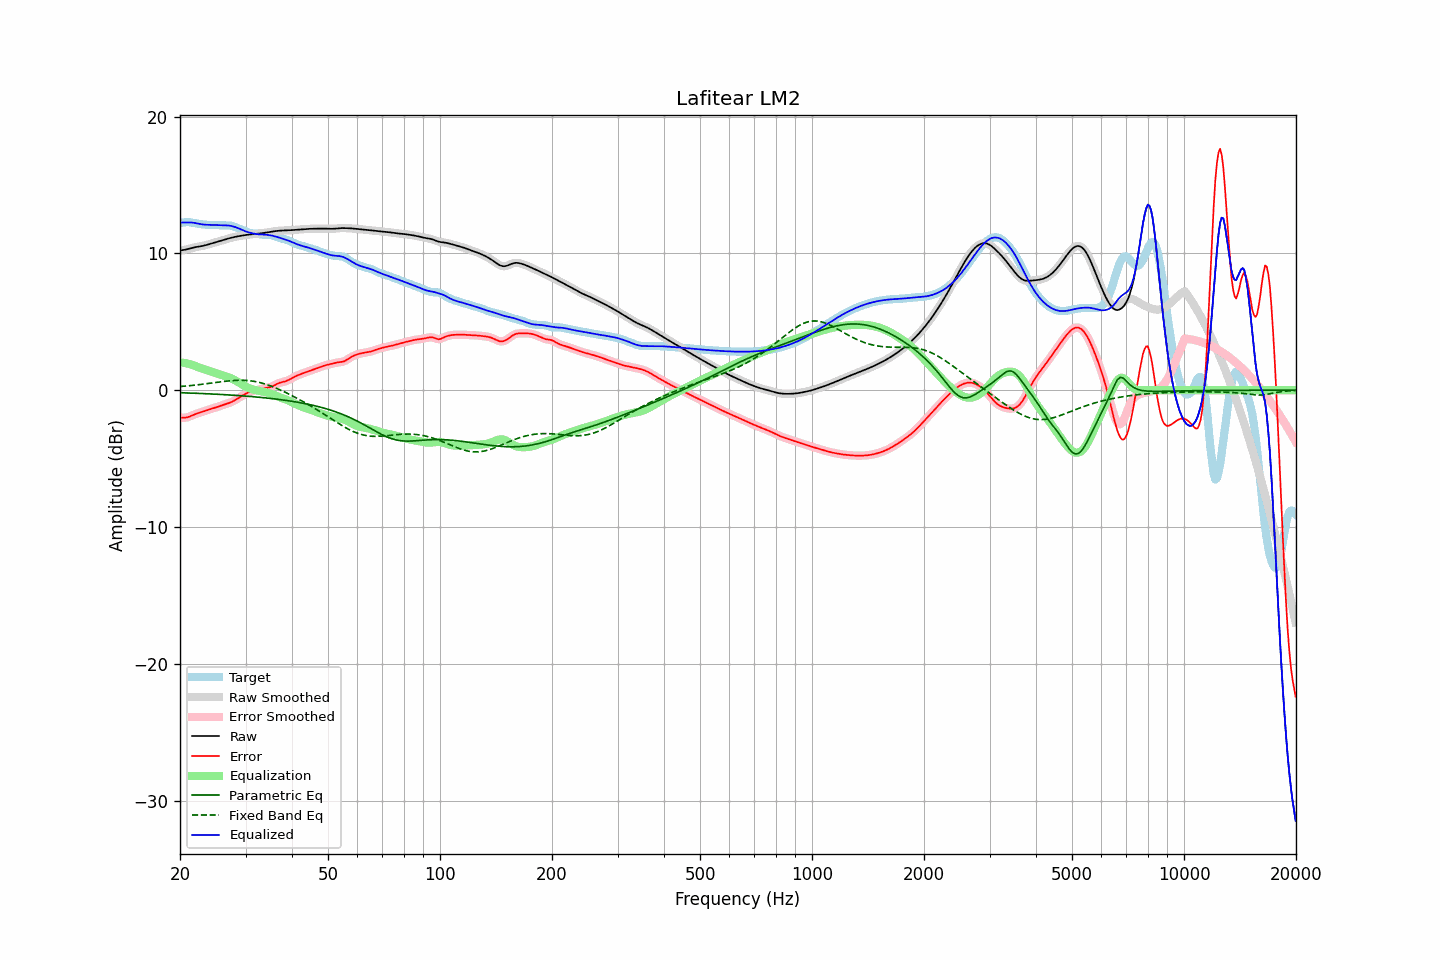 Lafitear LM2
20
10
0
−10
−20
−30
Amplitude (dBr)
Target
Raw Smoothed
Error Smoothed
Raw
Error
Equalization
Parametric Eq
Fixed Band Eq
Equalized
20 50 100 200 500 1000 2000 5000 10000 20000
Frequency (Hz)